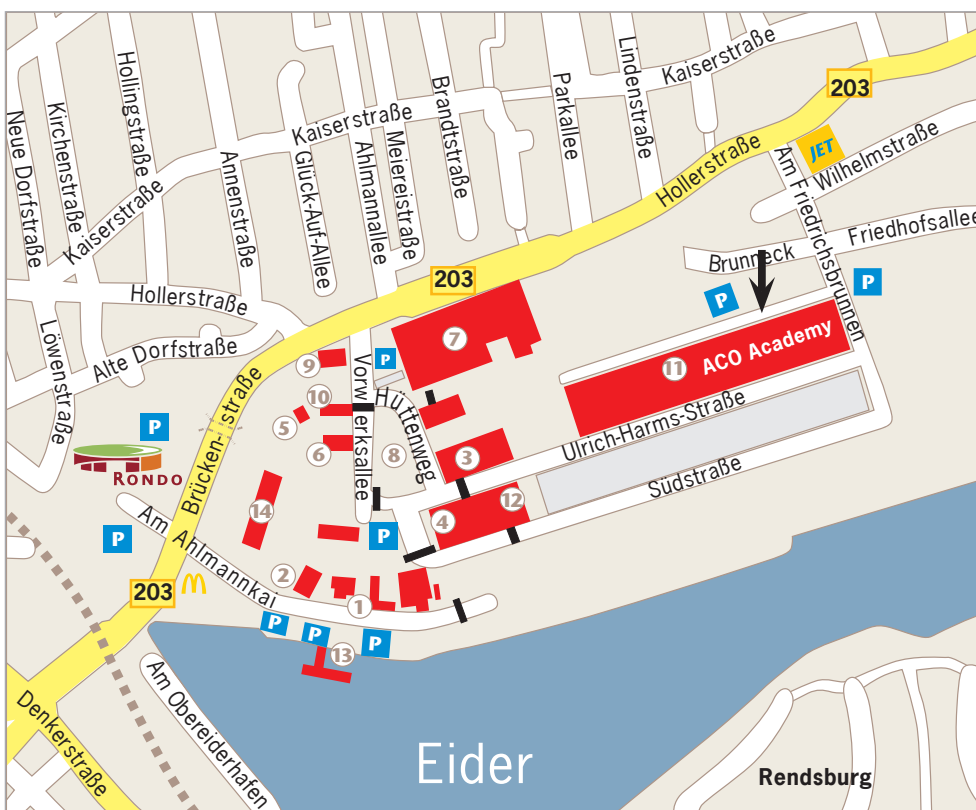 Kaiserstraße
203
Neue Dorfstraße
Kirchenstraße
Hollingstraße
Annenstraße
Kaiserstraße
Glück-Auf-Allee
Ahlmannallee
Meiereistraße
Brandtstraße
Parkallee
Lindenstraße
Kaiserstraße
Hollerstraße
JET
Wilhelmstraße
Am Friedrichsbrunnen
Friedhofsallee
Brunneck
P
P
203
Hollerstraße
Löwenstraße
Alte Dorfstraße
7
9
P
11 ACO Academy
Vorwerksallee
Hüttenweg
10
5
6
8
3
Ulrich-Harms-Straße
Südstraße
P
RONDO
Brücken-straße
14
4
12
P
P
Am Ahlmannkai
2
1
203
P
P
P
13
Am Obereiderhafen
Denkerstraße
Eider
Rendsburg